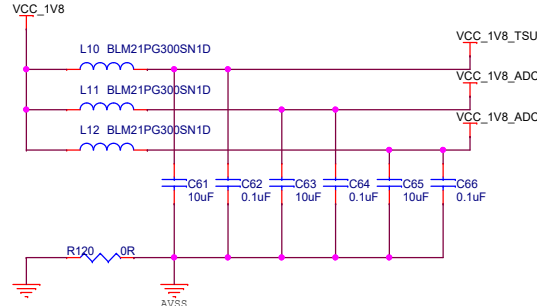 VCC_1V8
L10 BLM21PG300SN1D
VCC_1V8_TSU
L11 BLM21PG300SN1D
VCC_1V8_ADC
L12 BLM21PG300SN1D
VCC_1V8_ADC
C61 C62 C63 C64 C65 C66
10uF 0.1uF 10uF 0.1uF 10uF 0.1uF
R120 0R
AVSS